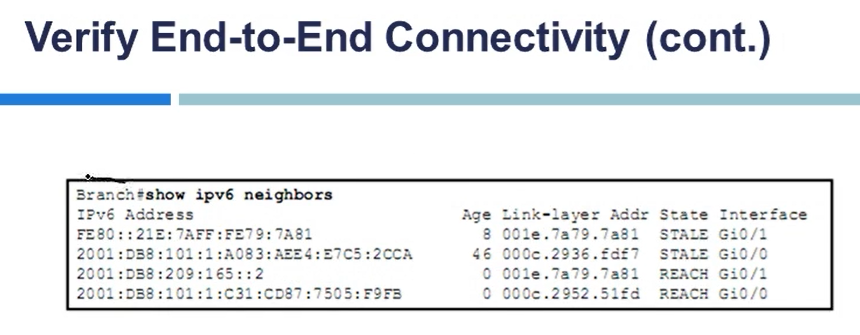 Verify End-to-End Connectivity (cont.)
Branch#show ipv6 neighbors
IPv6 Address Age Link-layer Addr State Interface
FE80::21E:7AFF:FE79:7A81 8 001e.7a79.7a81 STALE Gi0/1
2001:DB8:101:1:A083:AEE4:E7C5:2CCA 46 000c.2936.fdf7 STALE Gi0/0
2001:DB8:209:165::2 0 001e.7a79.7a81 REACH Gi0/1
2001:DB8:101:1:C31:CD87:7505:F9FB 0 000c.2952.51fd REACH Gi0/0